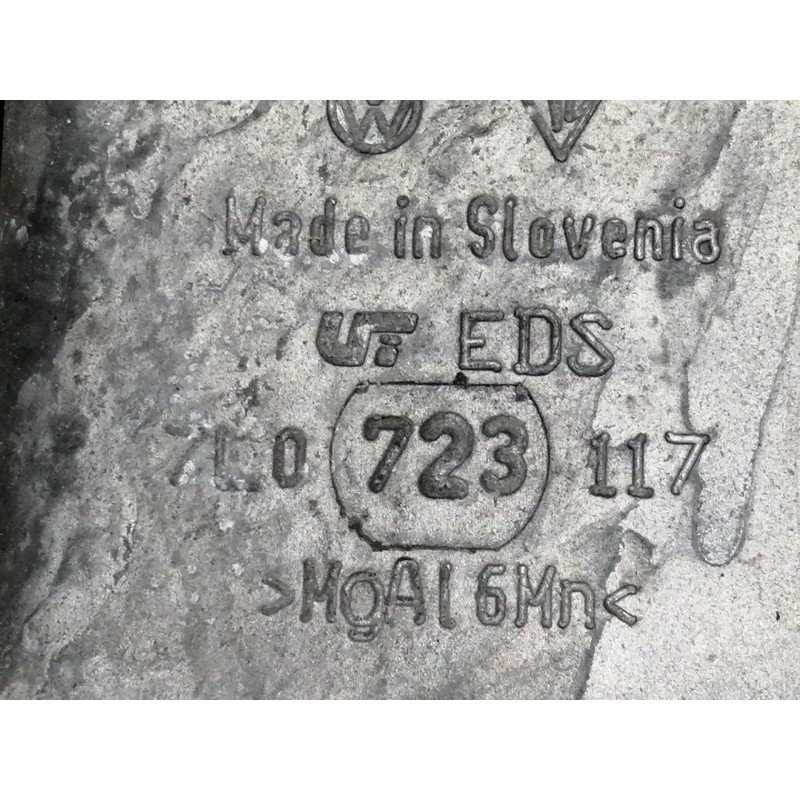 Made in Slovenia
EDS
7L0 723 117
>MgAl6Mn<